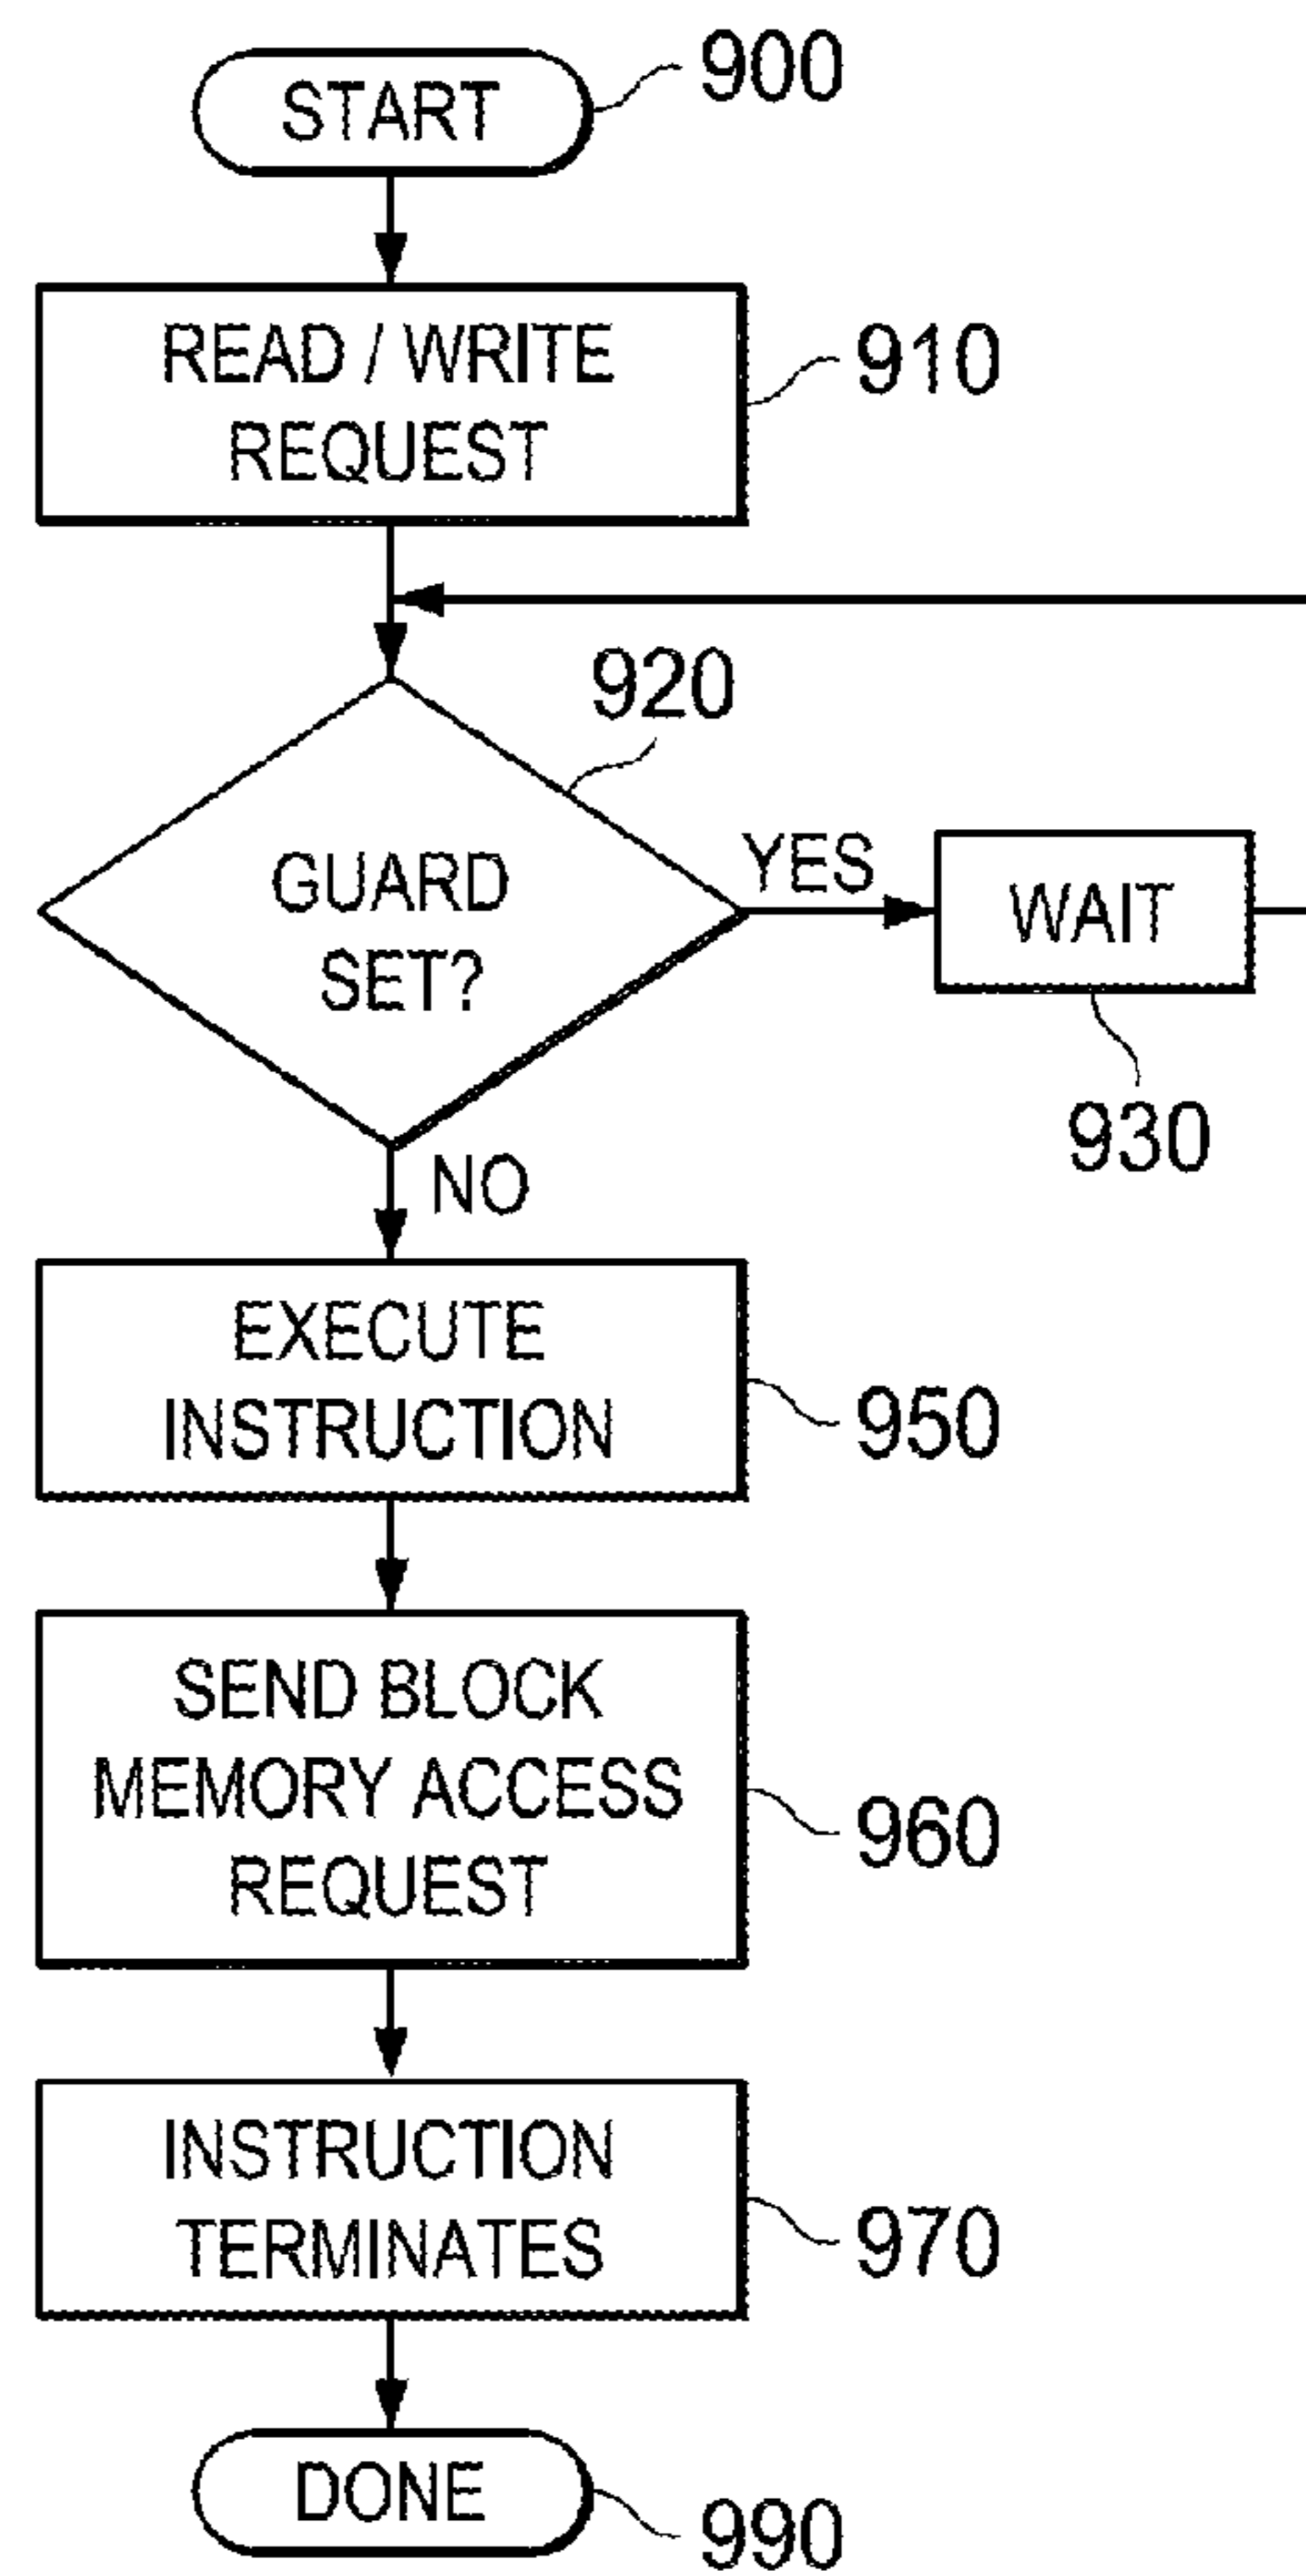 START
900
READ / WRITE
REQUEST
910
920
GUARD
SET?
YES
WAIT
930
NO
EXECUTE
INSTRUCTION
950
SEND BLOCK
MEMORY ACCESS
REQUEST
960
INSTRUCTION
TERMINATES
970
DONE
990